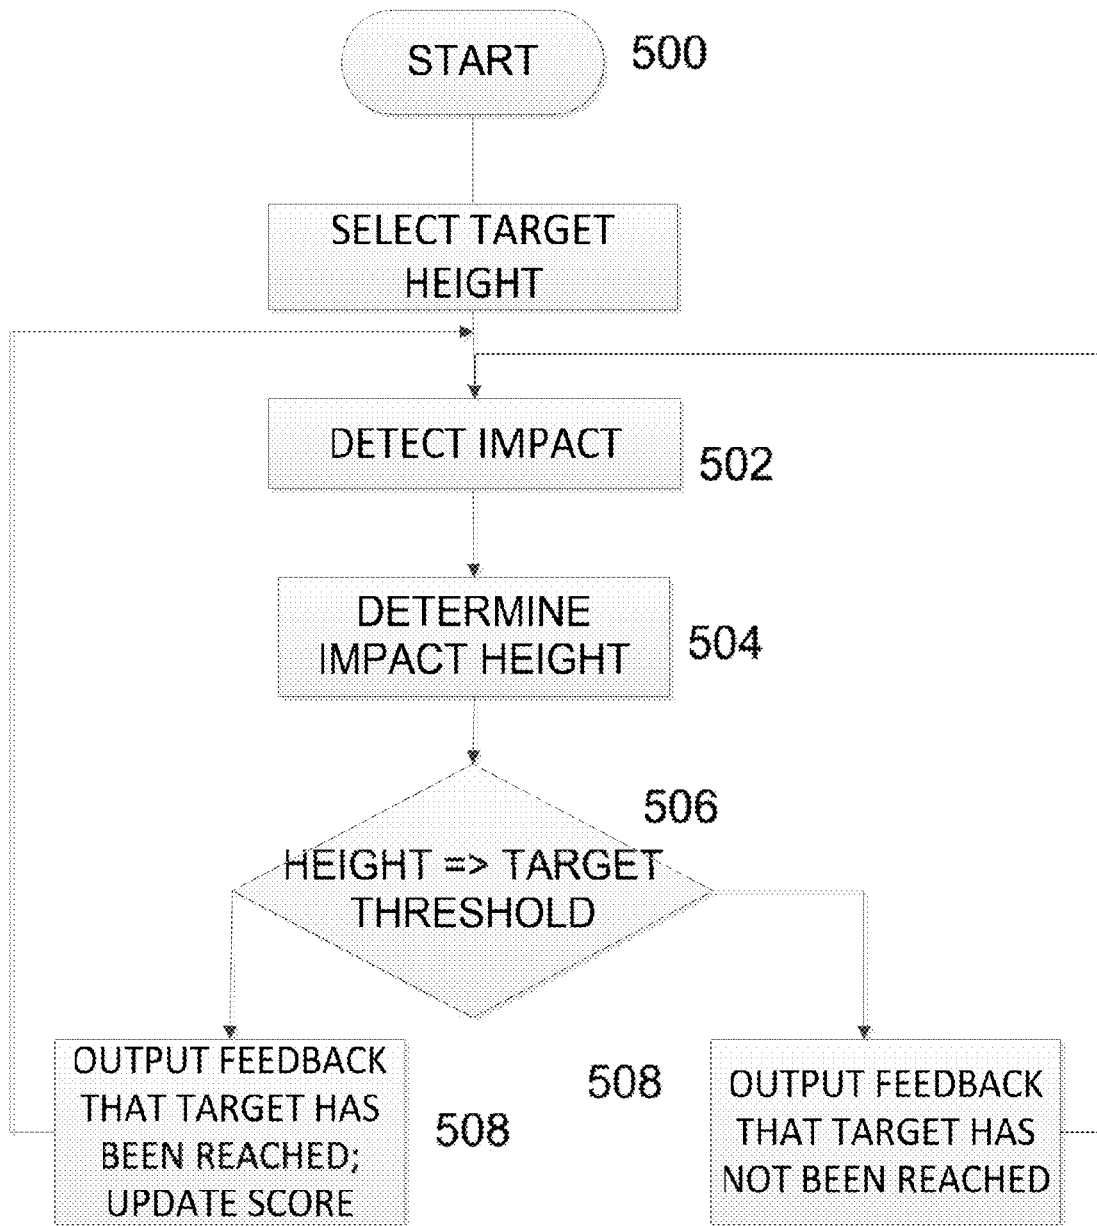 START
500
SELECT TARGET
HEIGHT
DETECT IMPACT
502
DETERMINE
IMPACT HEIGHT
504
506
HEIGHT => TARGET
THRESHOLD
OUTPUT FEEDBACK
THAT TARGET HAS
BEEN REACHED;
UPDATE SCORE
508
508
OUTPUT FEEDBACK
THAT TARGET HAS
NOT BEEN REACHED